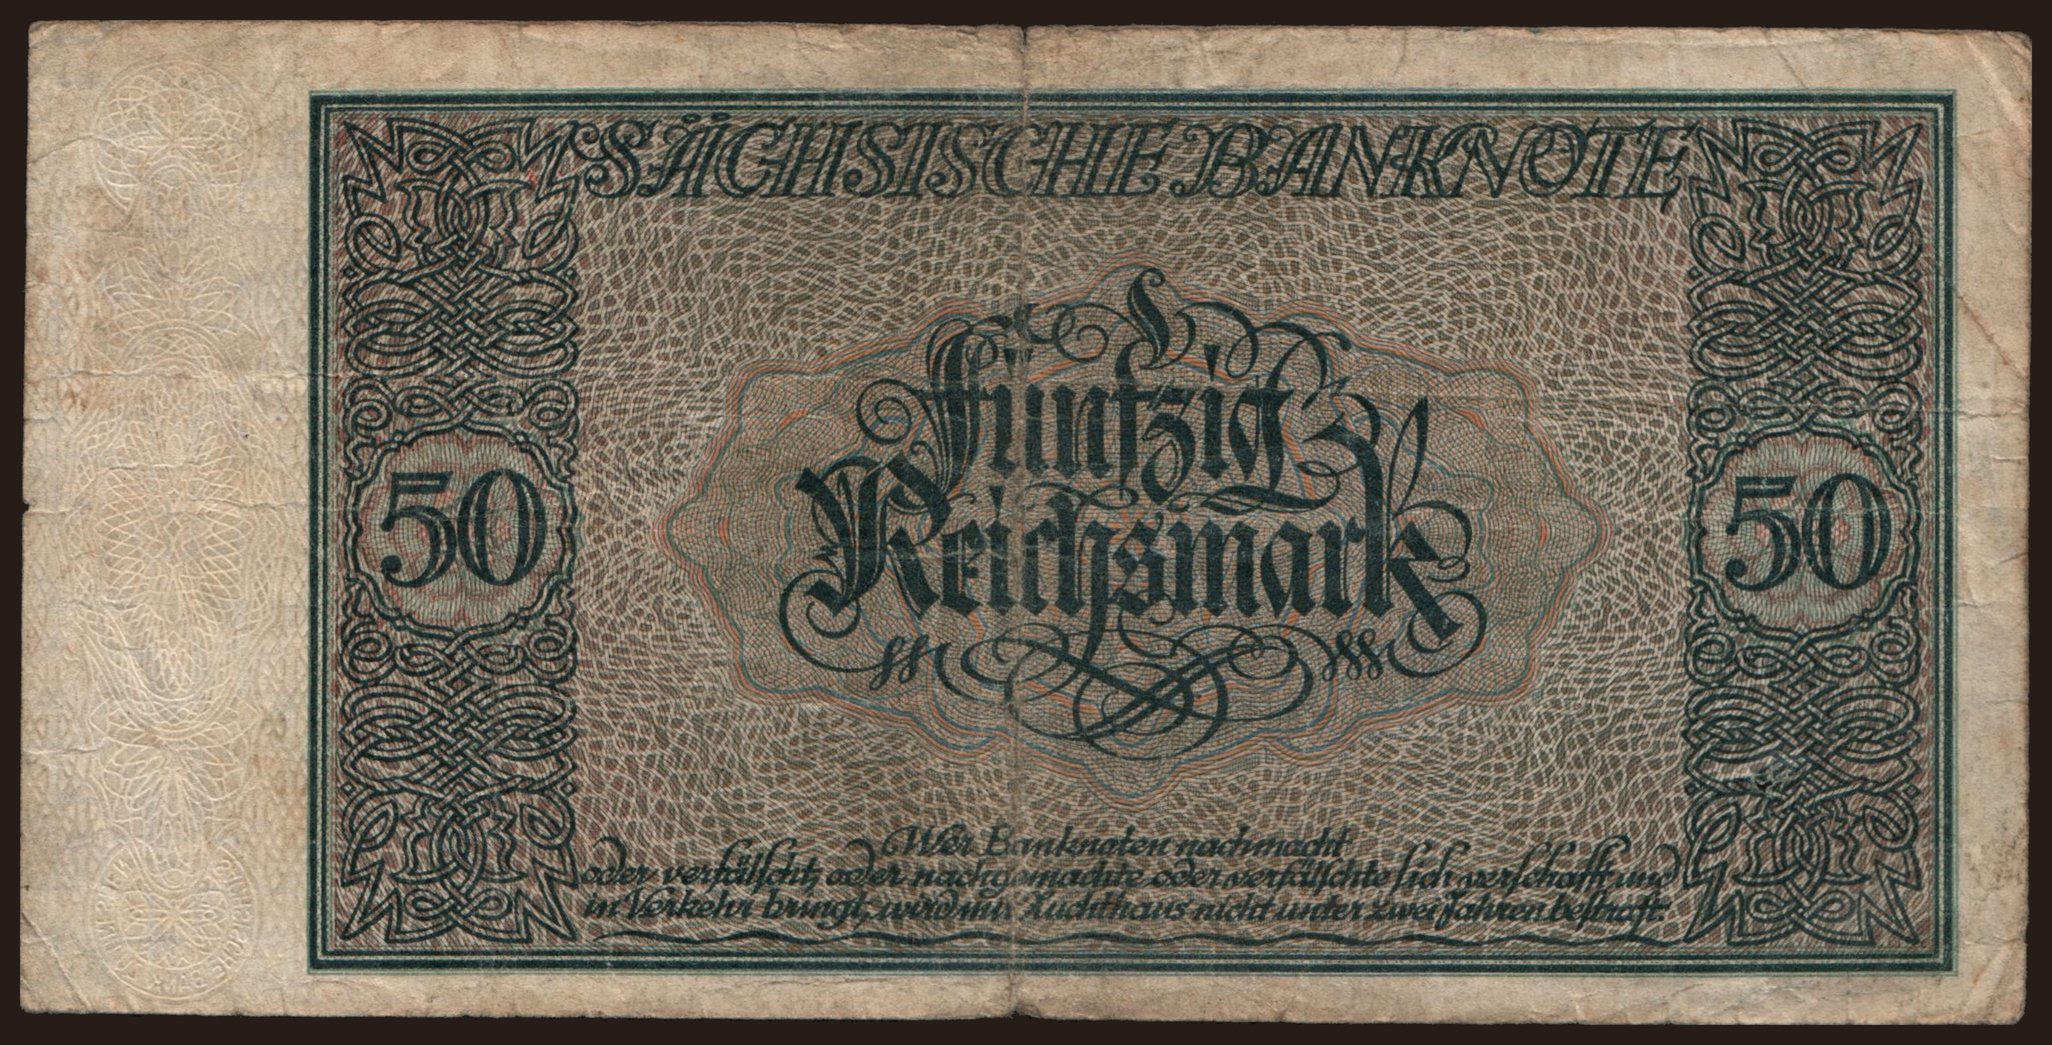 SÄCHSISCHE BANKNOTE
Fünfzig
Reichsmark
50
50
Wer Banknoten nachmacht
oder verfälscht, oder nachgemachte oder verfälschte sich verschafft und
in Verkehr bringt, wird mit Zuchthaus nicht unter zwei Jahren bestraft.